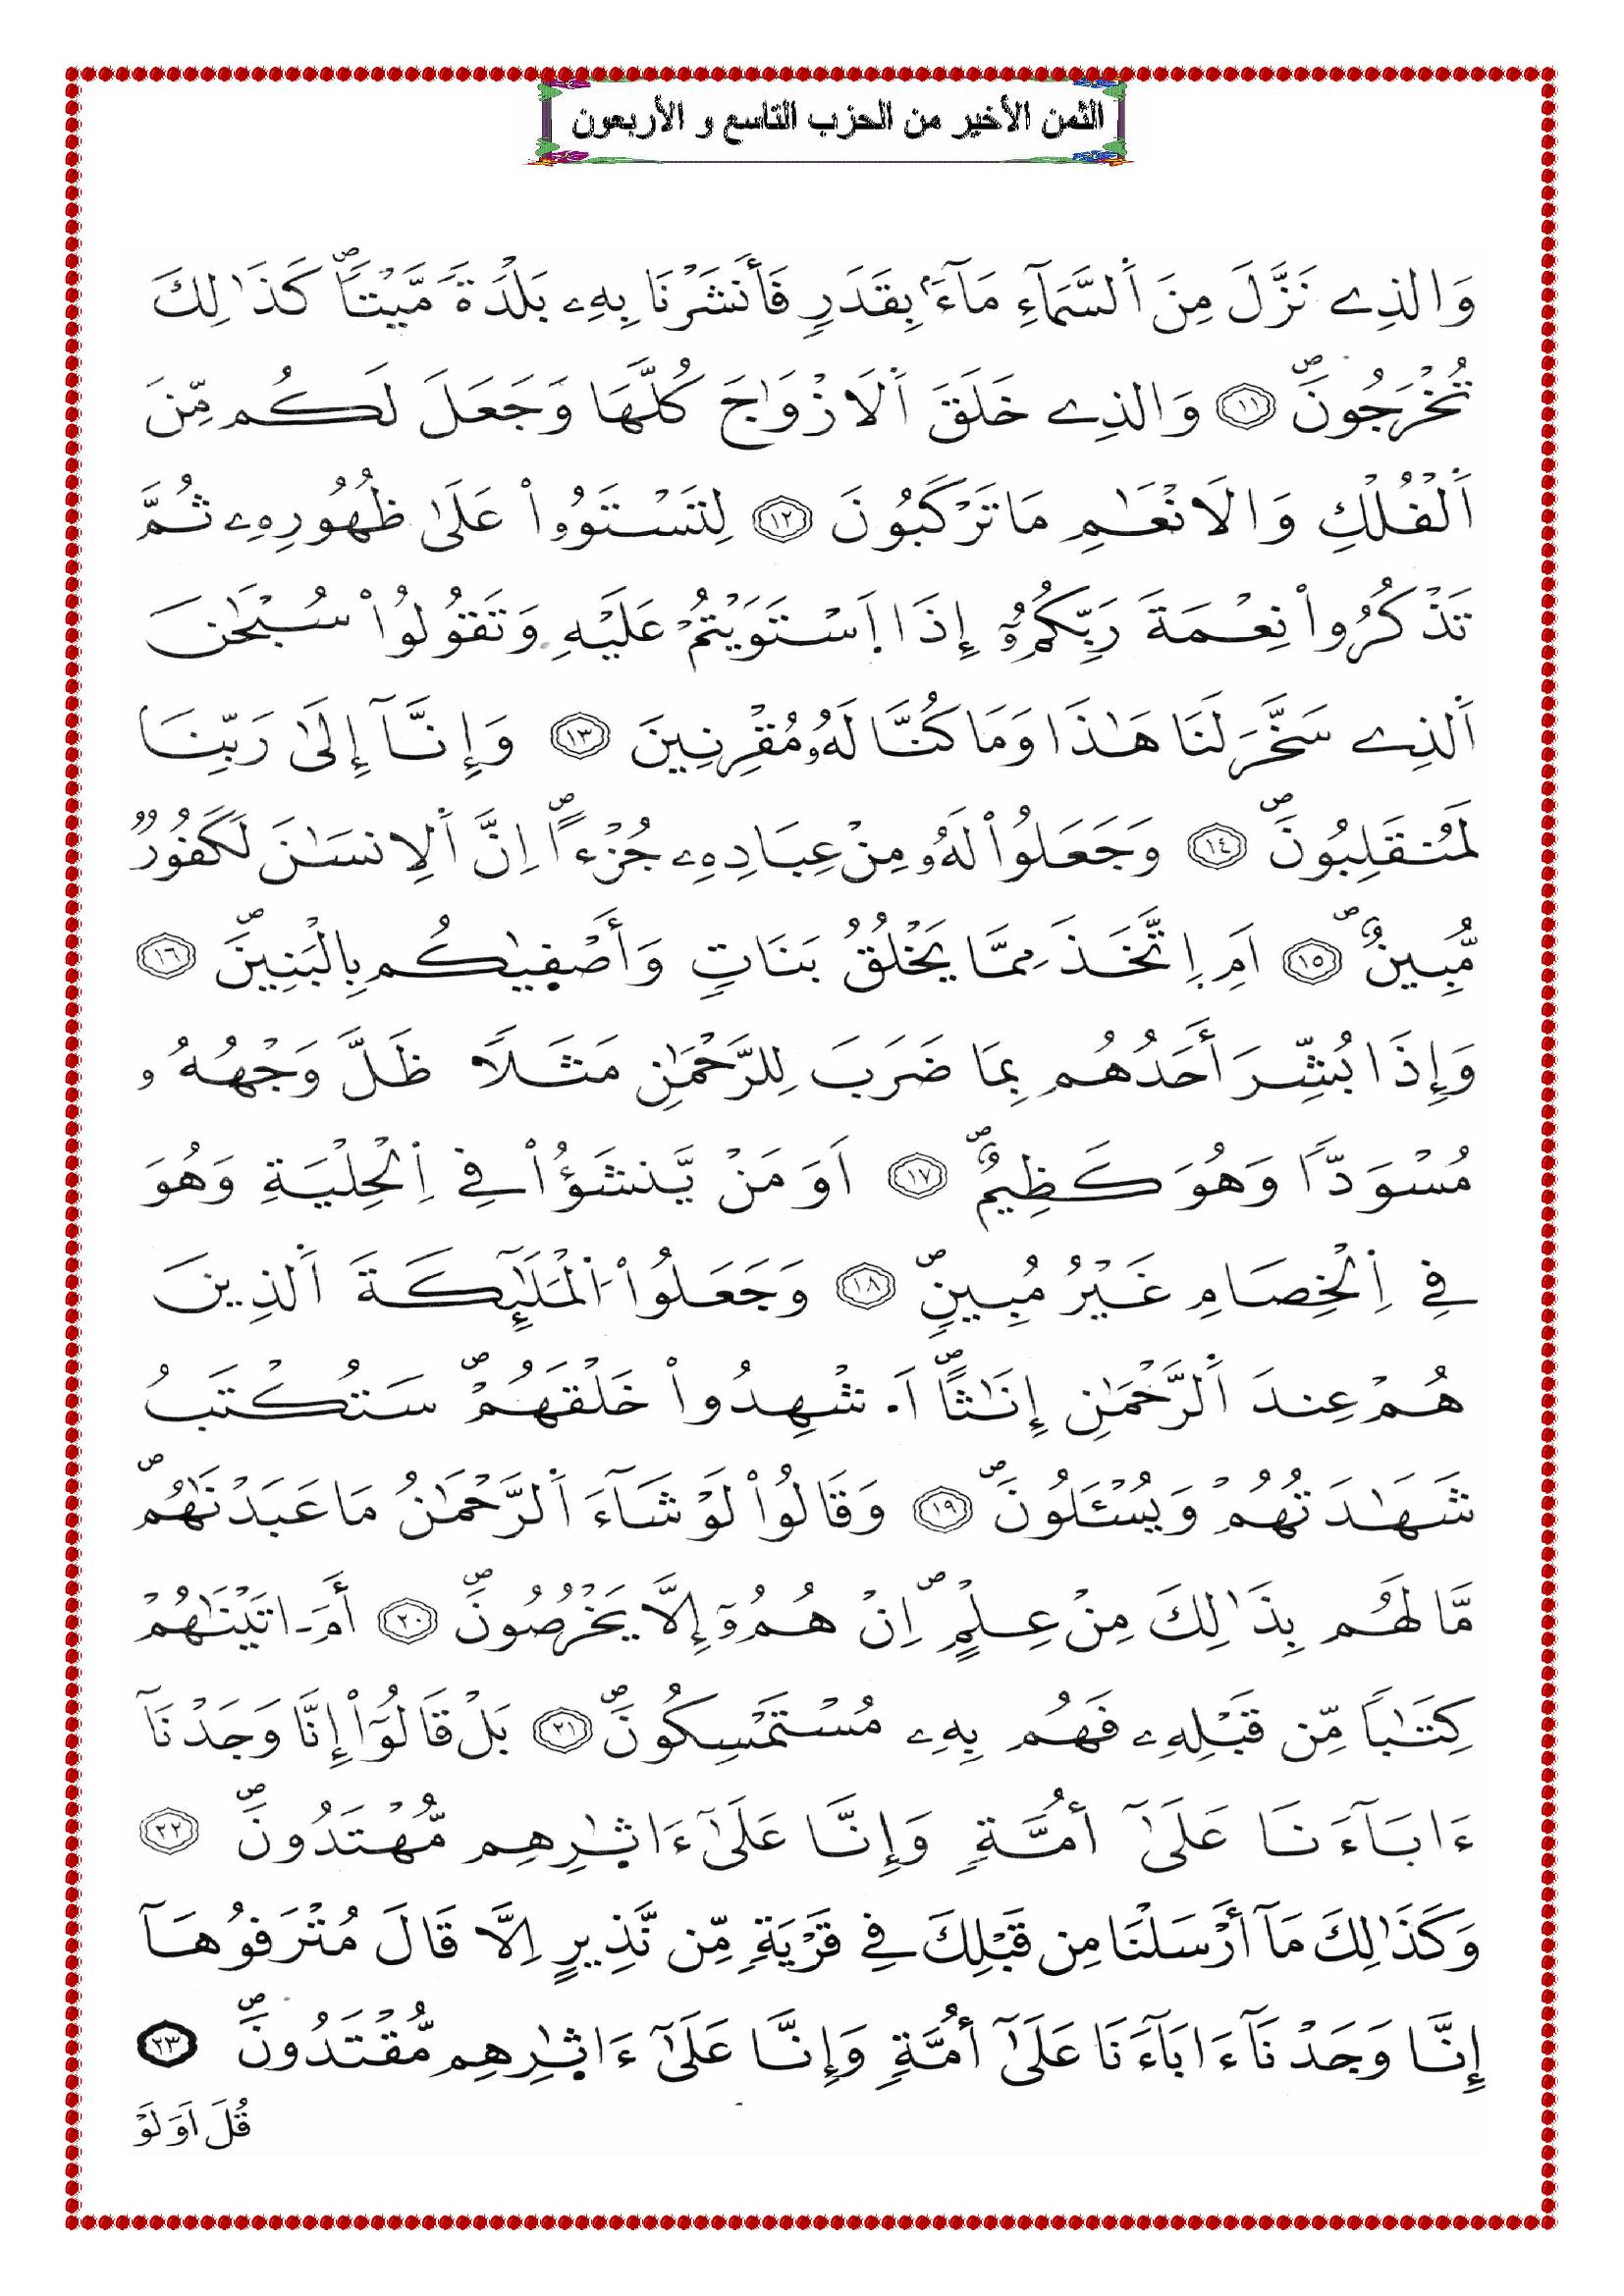 الثمن الأخير من الحزب التاسع و الأربعون
وَالذِے نَزَّلَ مِنَ اَ۬لسَّمَآءِ مَآءَۢ بِقَدَرٖ فَأَنشَرْنَا بِهِۦ بَلْدَةٗ مَّيْتاٗۖ كَذَٰلِكَ
تُخْرَجُونَۖ ١١ وَالذِے خَلَقَ اَ۬لَازْوَٰجَ كُلَّهَا وَجَعَلَ لَكُم مِّنَ
اَ۬لْفُلْكِ وَالَانْعَٰمِ مَا تَرْكَبُونَ ١٢ لِتَسْتَوُۥاْ عَلَىٰ ظُهُورِهِۦ ثُمَّ
تَذْكُرُواْ نِعْمَةَ رَبِّكُمُۥٓ إِذَا اَ۪سْتَوَيْتُمْ عَلَيْهِ وَتَقُولُواْ سُبْحَٰنَ
اَ۬لذِے سَخَّرَ لَنَا هَٰذَا وَمَا كُنَّا لَهُۥ مُقْرِنِينَ ١٣ وَإِنَّآ إِلَىٰ رَبِّنَا
لَمُنقَلِبُونَۖ ١٤ وَجَعَلُواْ لَهُۥ مِنْ عِبَادِهِۦ جُزْءاًۖ اِنَّ اَ۬لِانسَٰنَ لَكَفُورٞ
مُّبِينٌۖ ١٥ اَمِ اِ۪تَّخَذَ مِمَّا يَخْلُقُ بَنَاتٖ وَأَصْفَيٰكُم بِالْبَنِينَۖ ١٦
وَإِذَا بُشِّرَ أَحَدُهُم بِمَا ضَرَبَ لِلرَّحْمَٰنِ مَثَلاٗ ظَلَّ وَجْهُهُۥ
مُسْوَدّاٗ وَهُوَ كَظِيمٌۖ ١٧ اَوَمَنْ يَّنشَؤُاْ فِے اِ۬لْحِلْيَةِ وَهُوَ
فِے اِ۬لْخِصَامِ غَيْرُ مُبِينٖۖ ١٨ وَجَعَلُواْ اُ۬لْمَلَٰٓئِكَةَ اَ۬لذِينَ
هُمْ عِندَ اَ۬لرَّحْمَٰنِ إِنَٰثاًۖ اَ۟شْهِدُواْ خَلْقَهُمْۖ سَتُكْتَبُ
شَهَٰدَتُهُمْ وَيُسْـَٔلُونَۖ ١٩ وَقَالُواْ لَوْ شَآءَ اَ۬لرَّحْمَٰنُ مَا عَبَدْنَٰهُمۖ
مَّا لَهُم بِذَٰلِكَ مِنْ عِلْمٍۖ اِنْ هُمُۥٓ إِلَّا يَخْرُصُونَۖ ٢٠ أَمَ اٰتَيْنَٰهُمْ
كِتَٰباٗ مِّن قَبْلِهِۦ فَهُم بِهِۦ مُسْتَمْسِكُونَۖ ٢١ بَلْ قَالُوٓاْ إِنَّا وَجَدْنَآ
ءَابَآءَنَا عَلَىٰٓ أُمَّةٖ وَإِنَّا عَلَىٰٓ ءَاثٰ۪رِهِم مُّهْتَدُونَۖ ٢٢
وَكَذَٰلِكَ مَآ أَرْسَلْنَا مِن قَبْلِكَ فِے قَرْيَةٖ مِّن نَّذِيرٍ اِلَّا قَالَ مُتْرَفُوهَآ
إِنَّا وَجَدْنَآ ءَابَآءَنَا عَلَىٰٓ أُمَّةٖ وَإِنَّا عَلَىٰٓ ءَاثٰ۪رِهِم مُّقْتَدُونَۖ ٢٣
قُلَ اَوَلَوْ